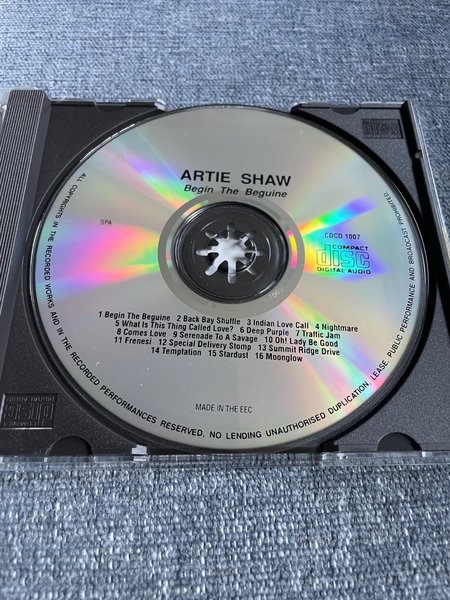 ARTIE SHAW
Begin The Beguine
SPA
CDCD 1007
COMPACT
disc
DIGITAL AUDIO
1 Begin The Beguine 2 Back Bay Shuffle 3 Indian Love Call 4 Nightmare
5 What Is This Thing Called Love? 6 Deep Purple 7 Traffic Jam
8 Comes Love 9 Serenade To A Savage 10 Oh! Lady Be Good
11 Frenesi 12 Special Delivery Stomp 13 Summit Ridge Drive
14 Temptation 15 Stardust 16 Moonglow
MADE IN THE EEC
ALL COPYRIGHTS IN THE RECORDED WORKS AND IN THE RECORDED PERFORMANCES RESERVED. NO LENDING UNAUTHORISED DUPLICATION. LEASE, PUBLIC PERFORMANCE AND BROADCAST PROHIBITED
disc
disc